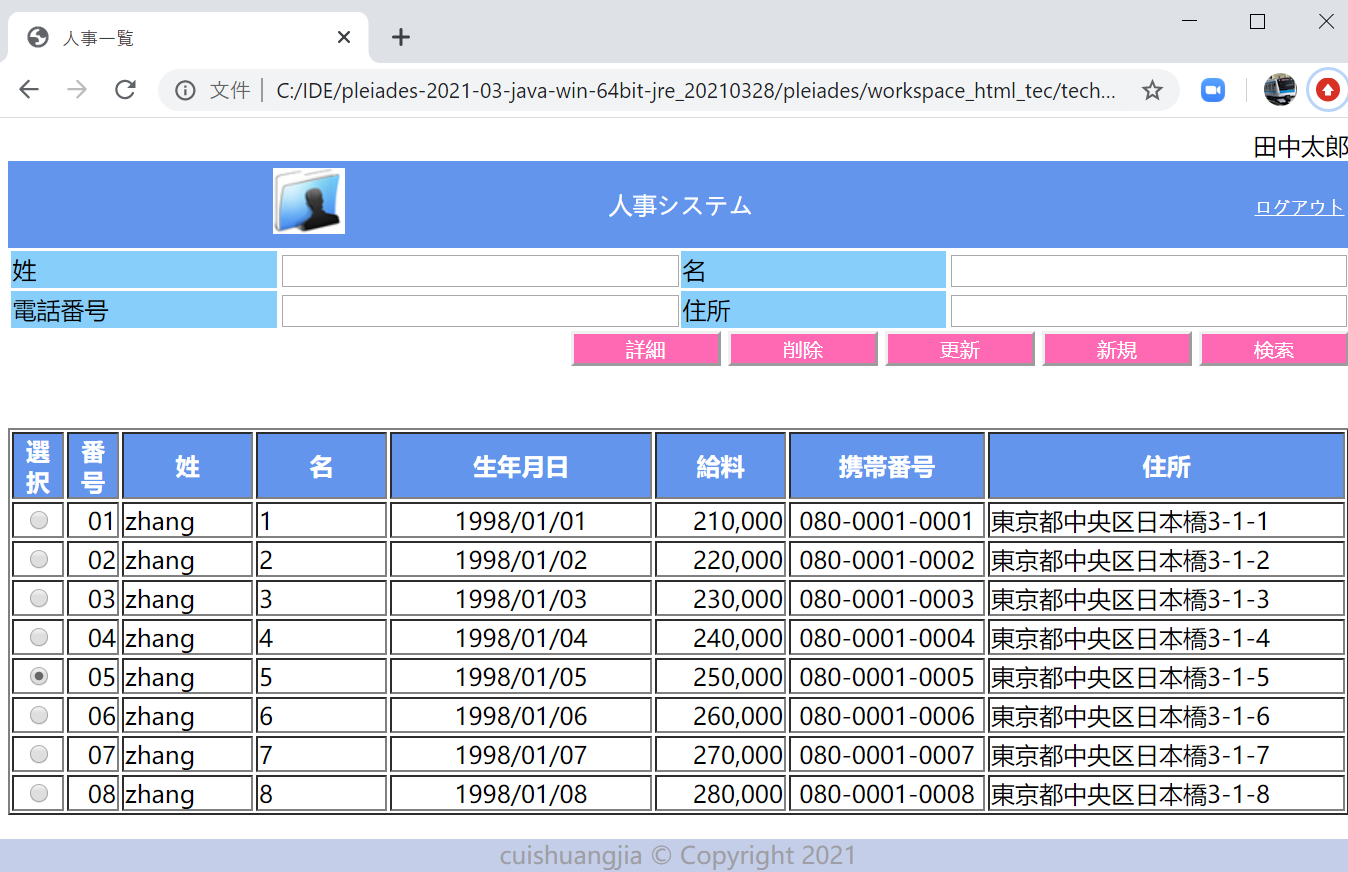 人事一覧
文件 C:/IDE/pleiades-2021-03-java-win-64bit-jre_20210328/pleiades/workspace_html_tec/tech...
田中太郎
人事システム ログアウト
姓 名
電話番号 住所
詳細 削除 更新 新規 検索
選択 番号 姓 名 生年月日 給料 携帯番号 住所
01 zhang 1 1998/01/01 210,000 080-0001-0001 東京都中央区日本橋3-1-1
02 zhang 2 1998/01/02 220,000 080-0001-0002 東京都中央区日本橋3-1-2
03 zhang 3 1998/01/03 230,000 080-0001-0003 東京都中央区日本橋3-1-3
04 zhang 4 1998/01/04 240,000 080-0001-0004 東京都中央区日本橋3-1-4
05 zhang 5 1998/01/05 250,000 080-0001-0005 東京都中央区日本橋3-1-5
06 zhang 6 1998/01/06 260,000 080-0001-0006 東京都中央区日本橋3-1-6
07 zhang 7 1998/01/07 270,000 080-0001-0007 東京都中央区日本橋3-1-7
08 zhang 8 1998/01/08 280,000 080-0001-0008 東京都中央区日本橋3-1-8
cuishuangjia © Copyright 2021